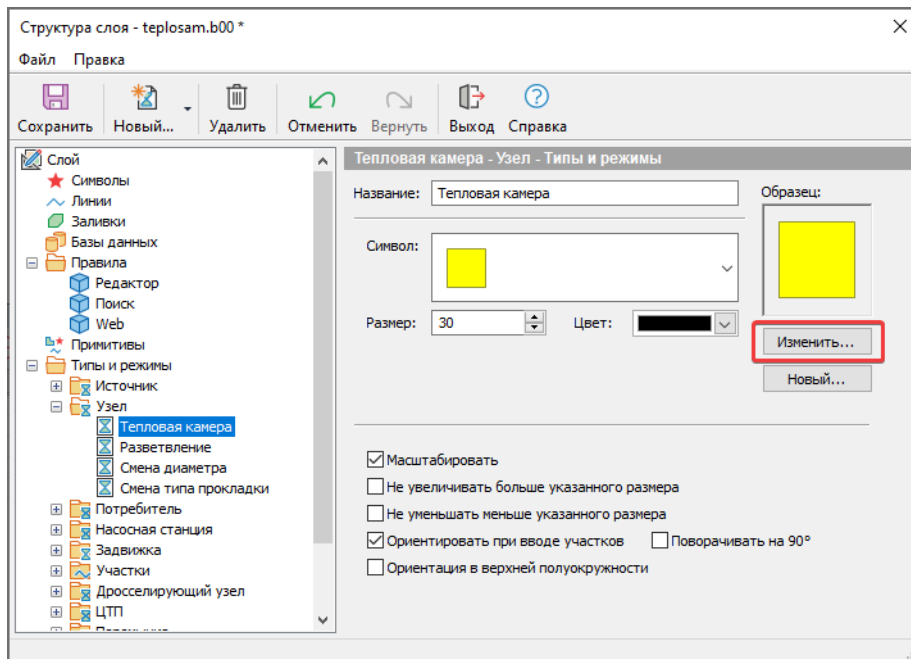 Структура слоя - teplosam.b00 *
Файл Правка
Сохранить Новый... Удалить Отменить Вернуть Выход Справка
Слой
Символы
Линии
Заливки
Базы данных
Правила
Редактор
Поиск
Web
Примитивы
Типы и режимы
Источник
Узел
Тепловая камера
Разветвление
Смена диаметра
Смена типа прокладки
Потребитель
Насосная станция
Задвижка
Участки
Дросселирующий узел
ЦТП
Тепловая камера - Узел - Типы и режимы
Название: Тепловая камера
Образец:
Символ:
Размер: 30 Цвет:
Изменить...
Новый...
Масштабировать
Не увеличивать больше указанного размера
Не уменьшать меньше указанного размера
Ориентировать при вводе участков Поворачивать на 90°
Ориентация в верхней полуокружности